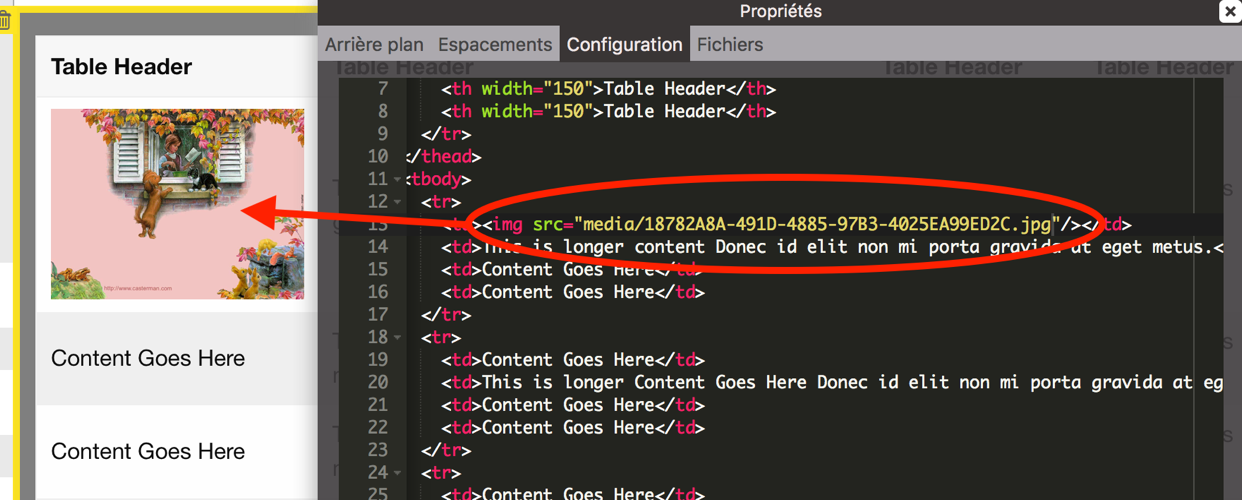 Propriétés
Arrière plan Espacements Configuration Fichiers
Table Header
Table Header Table Header Table Header
7 <th width="150">Table Header</th>
8 <th width="150">Table Header</th>
9 </tr>
10 </thead>
11 <tbody>
12 <tr>
13 <td><img src="media/18782A8A-491D-4885-97B3-4025EA99ED2C.jpg"/></td>
14 <td>This is longer content Donec id elit non mi porta gravida at eget metus.<
15 <td>Content Goes Here</td>
16 <td>Content Goes Here</td>
17 </tr>
18 <tr>
19 <td>Content Goes Here</td>
20 <td>This is longer Content Goes Here Donec id elit non mi porta gravida at eg
21 <td>Content Goes Here</td>
22 <td>Content Goes Here</td>
23 </tr>
24 <tr>
25 <td>Content Goes Here</td>
http://www.casterman.com
Content Goes Here
Content Goes Here